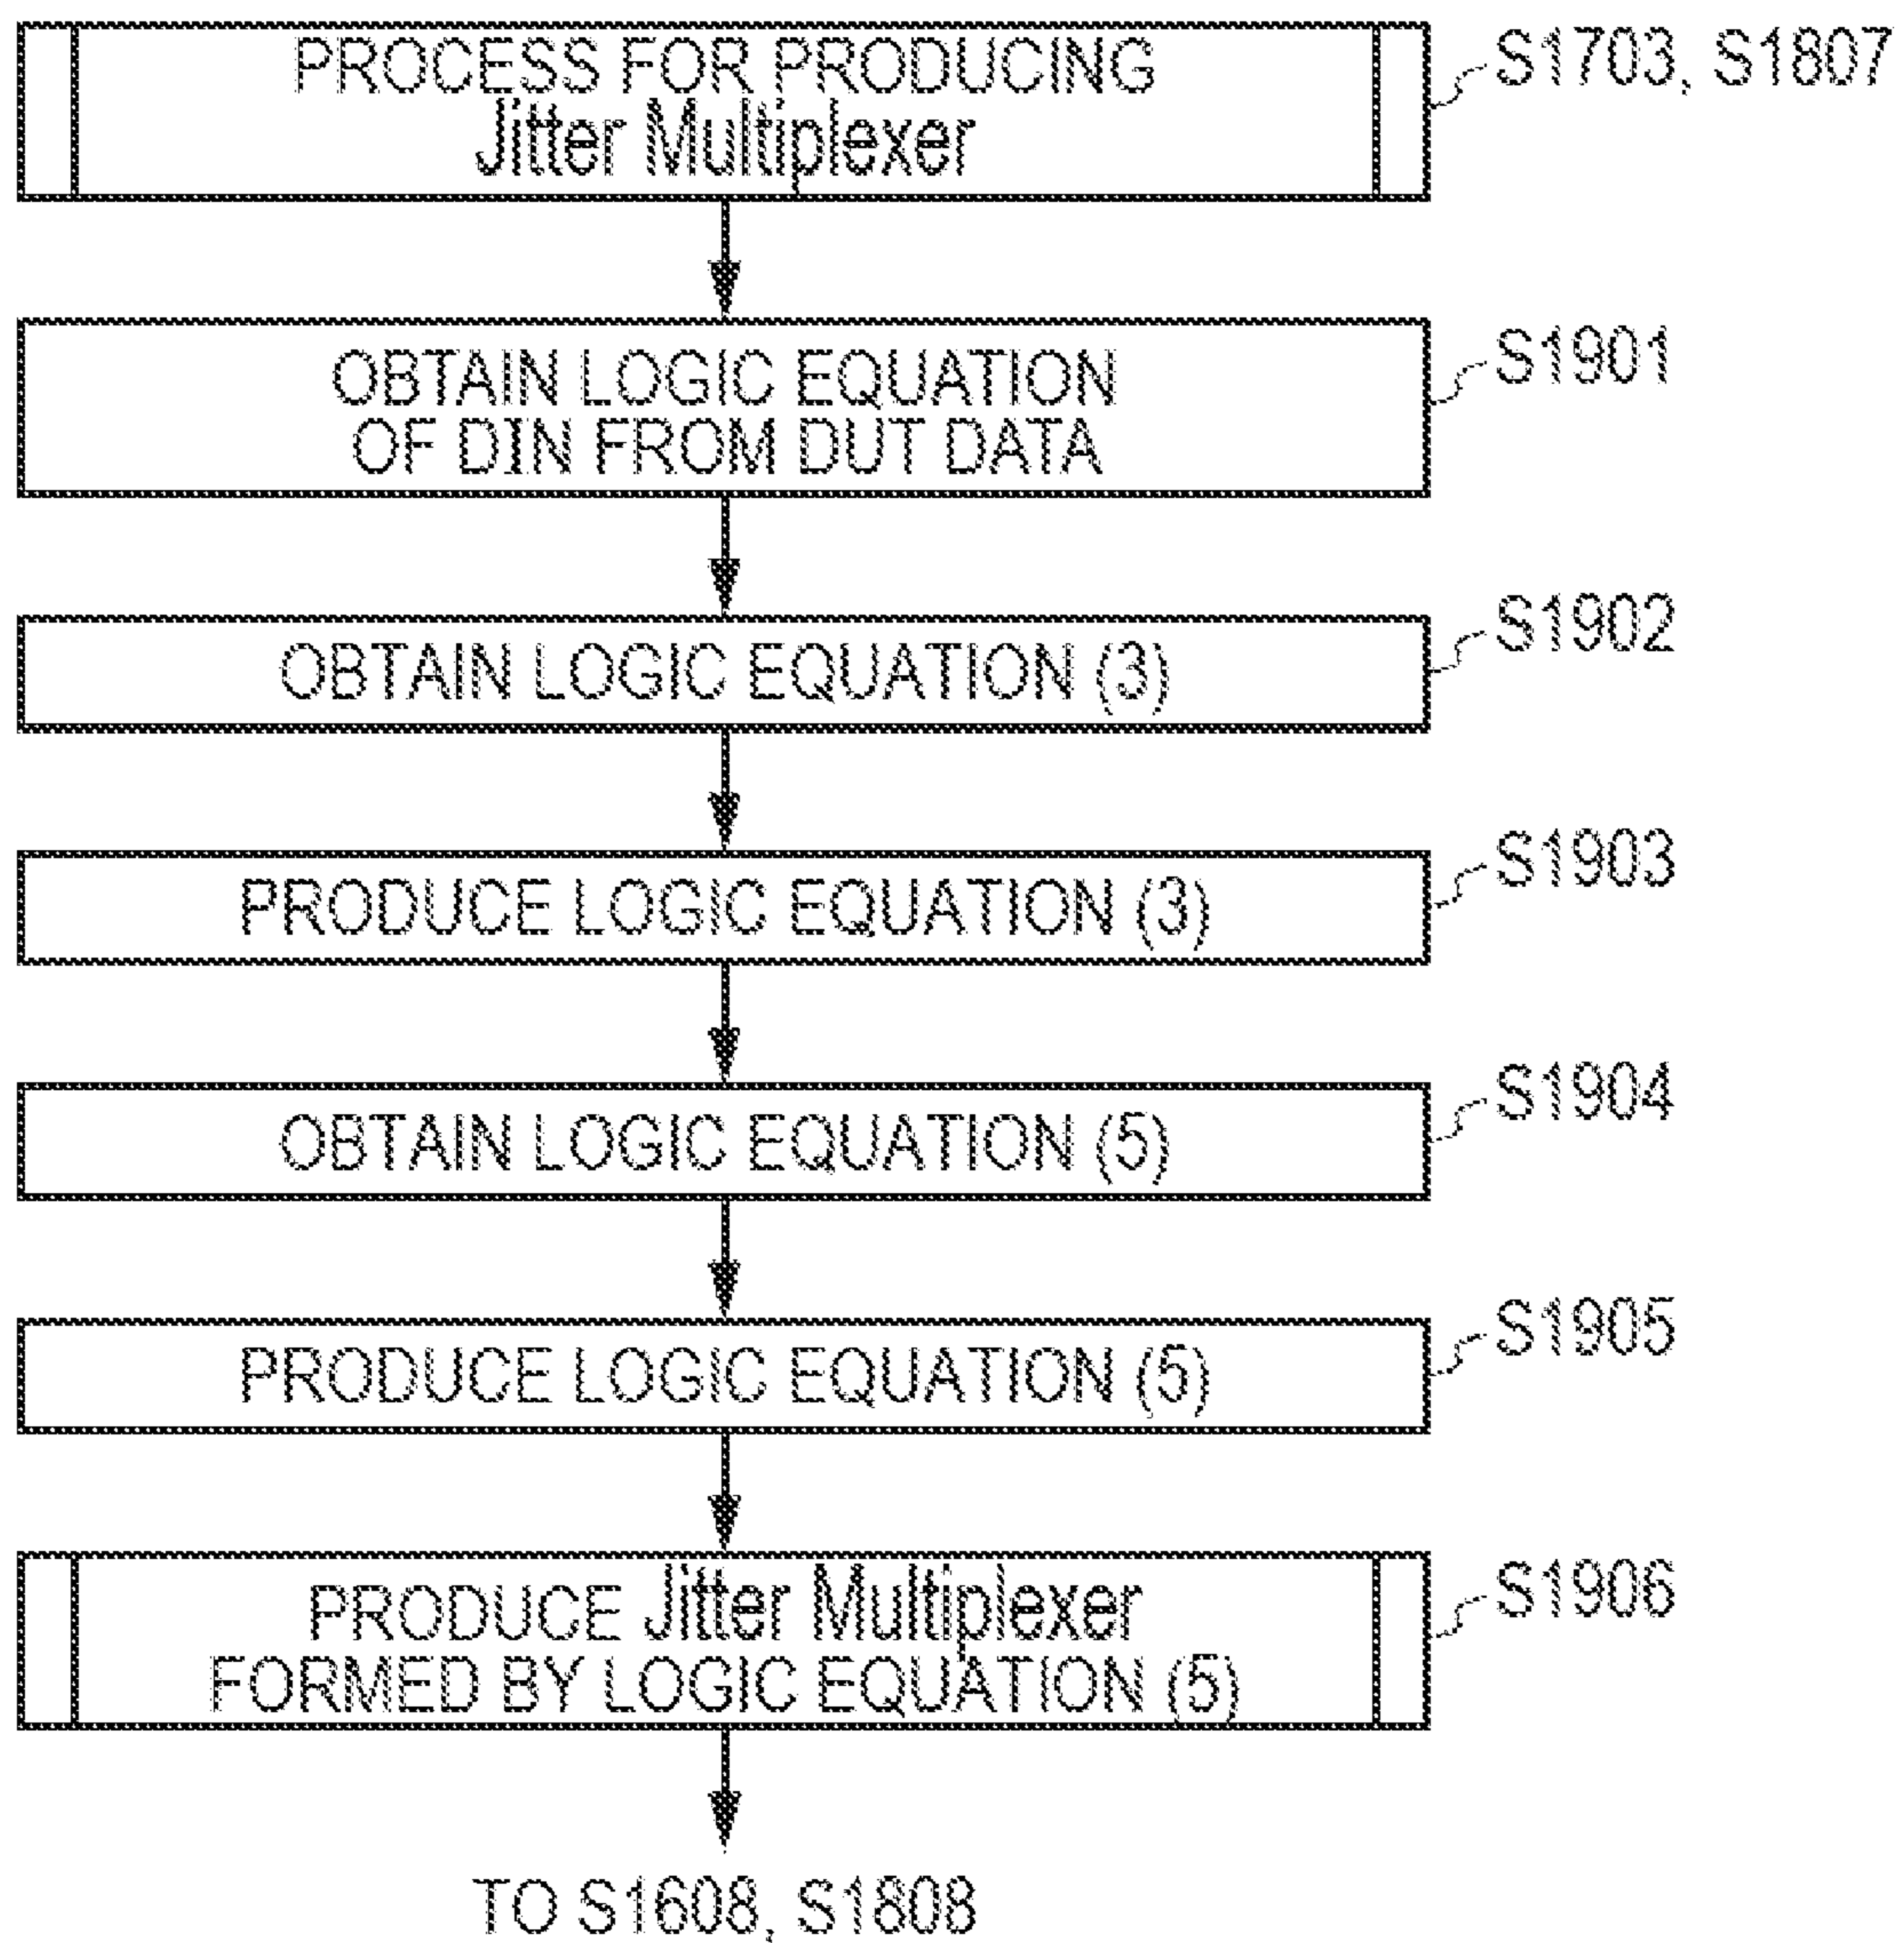 PROCESS FOR PRODUCING
Jitter Multiplexer
S1703, S1807
OBTAIN LOGIC EQUATION
OF DIN FROM DUT DATA
S1901
OBTAIN LOGIC EQUATION (3)
S1902
PRODUCE LOGIC EQUATION (3)
S1903
OBTAIN LOGIC EQUATION (5)
S1904
PRODUCE LOGIC EQUATION (5)
S1905
PRODUCE Jitter Multiplexer
FORMED BY LOGIC EQUATION (5)
S1906
TO S1608, S1808